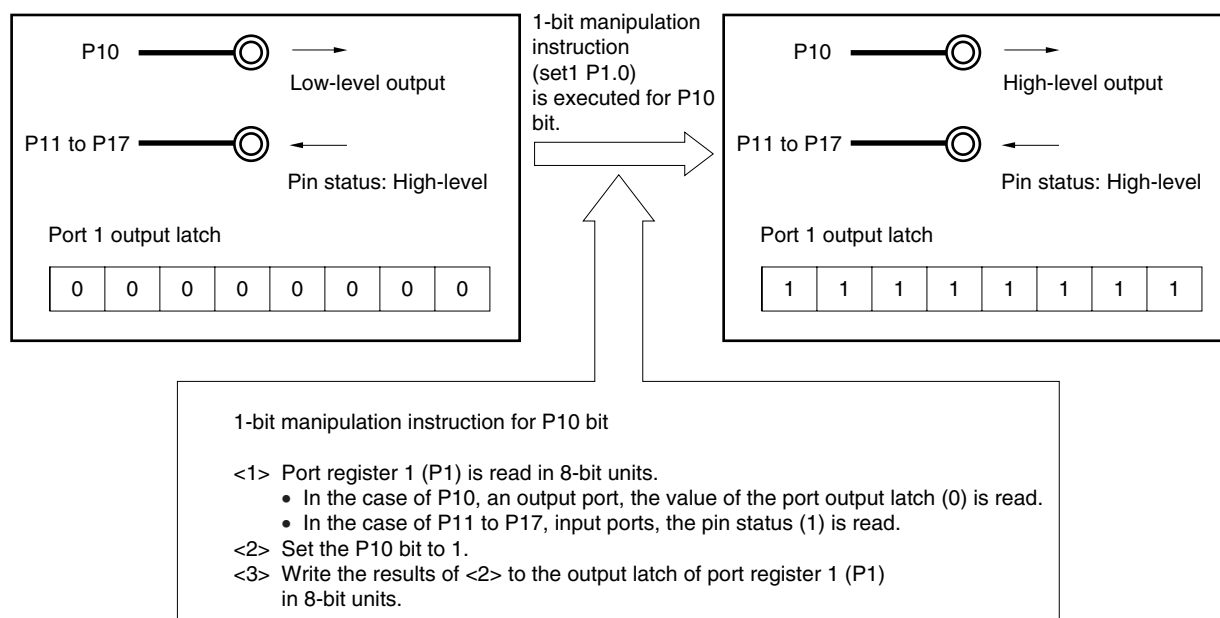 P10
Low-level output
P11 to P17
Pin status: High-level
Port 1 output latch
0 0 0 0 0 0 0 0
1-bit manipulation
instruction
(set1 P1.0)
is executed for P10
bit.
P10
High-level output
P11 to P17
Pin status: High-level
Port 1 output latch
1 1 1 1 1 1 1 1
1-bit manipulation instruction for P10 bit
<1> Port register 1 (P1) is read in 8-bit units.
• In the case of P10, an output port, the value of the port output latch (0) is read.
• In the case of P11 to P17, input ports, the pin status (1) is read.
<2> Set the P10 bit to 1.
<3> Write the results of <2> to the output latch of port register 1 (P1)
in 8-bit units.